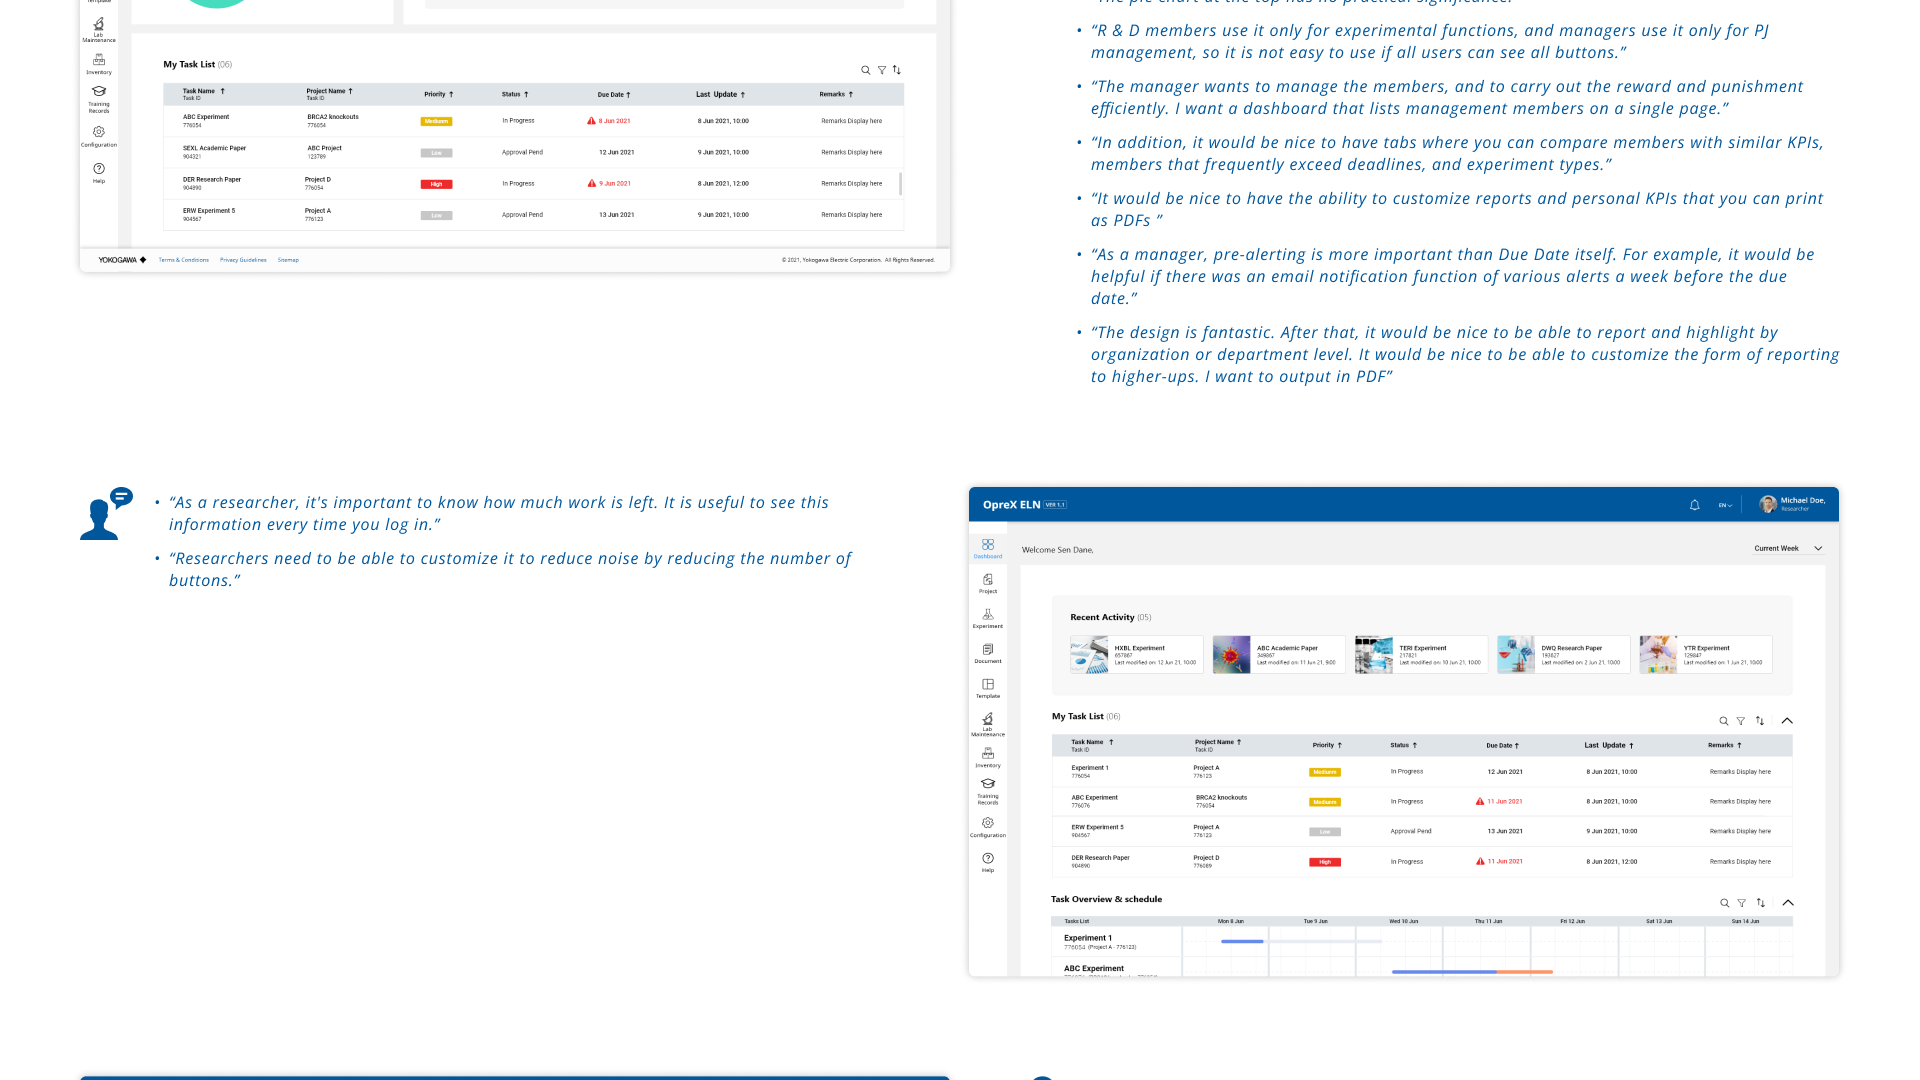 Lab
Maintenance
Inventory
Training
Records
Configuration
Help
My Task List (06)
Task Name
Task ID
Project Name
Task ID
Priority
Status
Due Date
Last Update
Remarks
ABC Experiment
776054
BRCA2 knockouts
776054
Mediunm
In Progress
8 Jun 2021
8 Jun 2021, 10:00
Remarks Display here
SEXL Academic Paper
904321
ABC Project
123789
Low
Approval Pend
12 Jun 2021
9 Jun 2021, 10:00
Remarks Display here
DER Research Paper
904890
Project D
776054
High
In Progress
9 Jun 2021
8 Jun 2021, 12:00
Remarks Display here
ERW Experiment 5
904567
Project A
776123
Low
Approval Pend
13 Jun 2021
9 Jun 2021, 10:00
Remarks Display here
YOKOGAWA
Terms & Conditions
Privacy Guidelines
Sitemap
© 2021, Yokogawa Electric Corporation. All Rights Reserved.
• “R & D members use it only for experimental functions, and managers use it only for PJ
management, so it is not easy to use if all users can see all buttons.”
• “The manager wants to manage the members, and to carry out the reward and punishment
efficiently. I want a dashboard that lists management members on a single page.”
• “In addition, it would be nice to have tabs where you can compare members with similar KPIs,
members that frequently exceed deadlines, and experiment types.”
• “It would be nice to have the ability to customize reports and personal KPIs that you can print
as PDFs ”
• “As a manager, pre-alerting is more important than Due Date itself. For example, it would be
helpful if there was an email notification function of various alerts a week before the due
date.”
• “The design is fantastic. After that, it would be nice to be able to report and highlight by
organization or department level. It would be nice to be able to customize the form of reporting
to higher-ups. I want to output in PDF”
• “As a researcher, it's important to know how much work is left. It is useful to see this
information every time you log in.”
• “Researchers need to be able to customize it to reduce noise by reducing the number of
buttons.”
OpreX ELN VER 1.1
EN
Michael Doe,
Researcher
Dashboard
Project
Experiment
Document
Template
Lab
Maintenance
Inventory
Training
Records
Configuration
Help
Welcome Sen Dane,
Current Week
Recent Activity (05)
HXBL Experiment
657867
Last modified on: 12 Jun 21, 10:00
ABC Academic Paper
349867
Last modified on: 11 Jun 21, 9:00
TERI Experiment
217821
Last modified on: 10 Jun 21, 10:00
DWQ Research Paper
193827
Last modified on: 2 Jun 21, 10:00
YTR Experiment
129847
Last modified on: 1 Jun 21, 10:00
My Task List (06)
Task Name
Task ID
Project Name
Task ID
Priority
Status
Due Date
Last Update
Remarks
Experiment 1
776054
Project A
776123
Mediunm
In Progress
12 Jun 2021
8 Jun 2021, 10:00
Remarks Display here
ABC Experiment
776076
BRCA2 knockouts
776054
Mediunm
In Progress
11 Jun 2021
8 Jun 2021, 10:00
Remarks Display here
ERW Experiment 5
904567
Project A
776123
Low
Approval Pend
13 Jun 2021
9 Jun 2021, 10:00
Remarks Display here
DER Research Paper
904890
Project D
776089
High
In Progress
11 Jun 2021
8 Jun 2021, 12:00
Remarks Display here
Task Overview & schedule
Tasks List
Mon 8 Jun
Tue 9 Jun
Wed 10 Jun
Thu 11 Jun
Fri 12 Jun
Sat 13 Jun
Sun 14 Jun
Experiment 1
776054 (Project A - 776123)
ABC Experiment